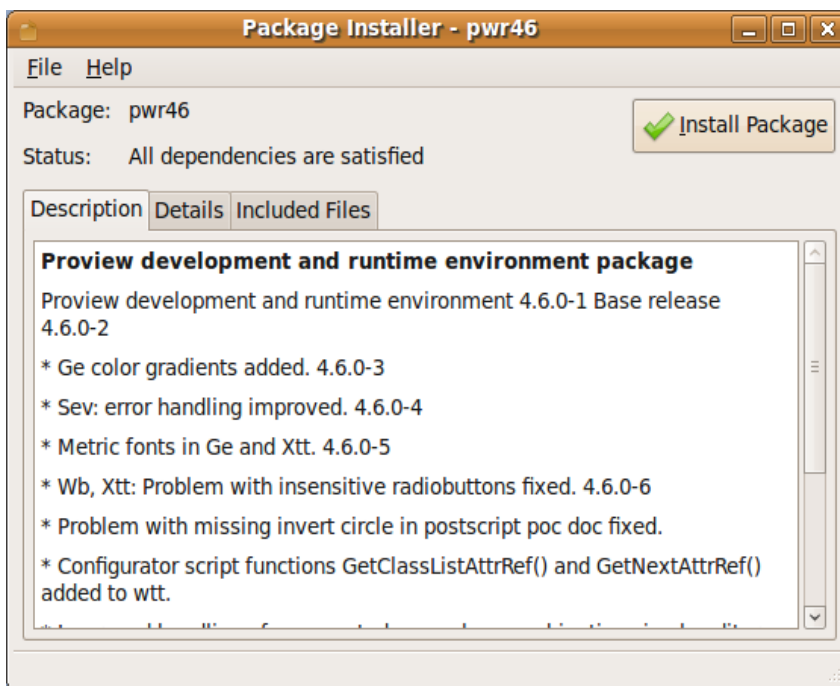 Package Installer - pwr46
File Help
Package: pwr46
Install Package
Status: All dependencies are satisfied
Description Details Included Files
Proview development and runtime environment package
Proview development and runtime environment 4.6.0-1 Base release
4.6.0-2
* Ge color gradients added. 4.6.0-3
* Sev: error handling improved. 4.6.0-4
* Metric fonts in Ge and Xtt. 4.6.0-5
* Wb, Xtt: Problem with insensitive radiobuttons fixed. 4.6.0-6
* Problem with missing invert circle in postscript poc doc fixed.
* Configurator script functions GetClassListAttrRef() and GetNextAttrRef()
added to wtt.